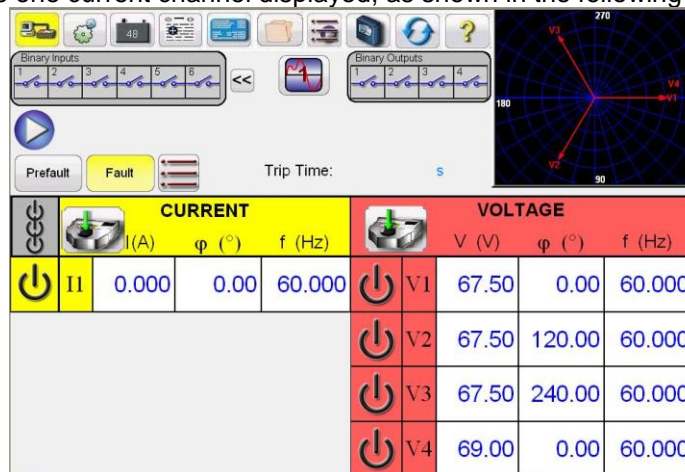 one current channel displayed, as shown in the following
48
Binary Inputs
1 2 3 4 5 6
<<
Binary Outputs
1 2 3 4
270
V3
180
V4
V1
V2
90
Prefault Fault Trip Time: s
CURRENT VOLTAGE
I(A) φ (°) f (Hz) V (V) φ (°) f (Hz)
I1 0.000 0.00 60.000 V1 67.50 0.00 60.000
V2 67.50 120.00 60.000
V3 67.50 240.00 60.000
V4 69.00 0.00 60.000